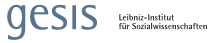 gesis
Leibniz-Institut
für Sozialwissenschaften